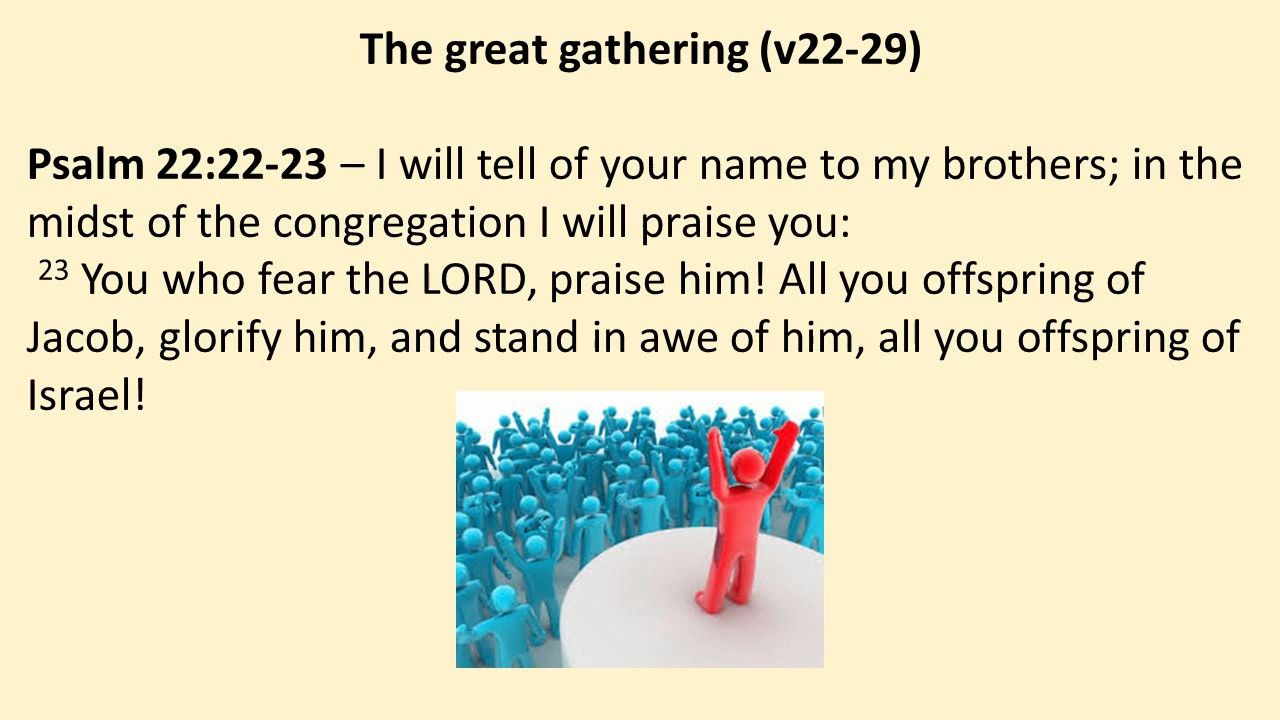 The great gathering (v22-29)
Psalm 22:22-23 – I will tell of your name to my brothers; in the
midst of the congregation I will praise you:
23 You who fear the LORD, praise him! All you offspring of
Jacob, glorify him, and stand in awe of him, all you offspring of
Israel!